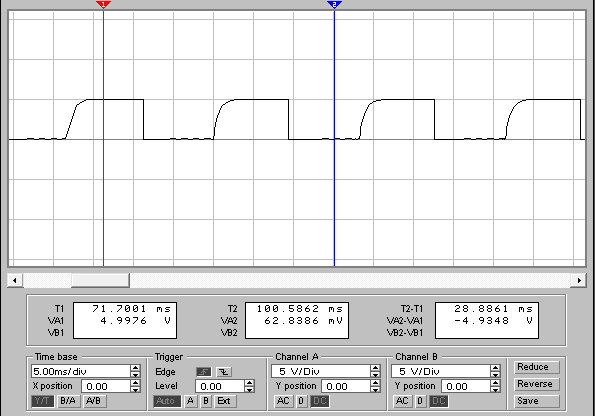 1 2
T1 71.7001 ms T2 100.5862 ms T2-T1 28.8861 ms
VA1 4.9976 V VA2 62.8386 mV VA2-VA1 -4.9348 V
VB1 VB2 VB2-VB1
Time base Trigger Channel A Channel B
5.00ms/div Edge 5 V/Div 5 V/Div Reduce
X position 0.00 Level 0.00 Y position 0.00 Y position 0.00 Reverse
Y/T B/A A/B Auto A B Ext AC 0 DC AC 0 DC Save